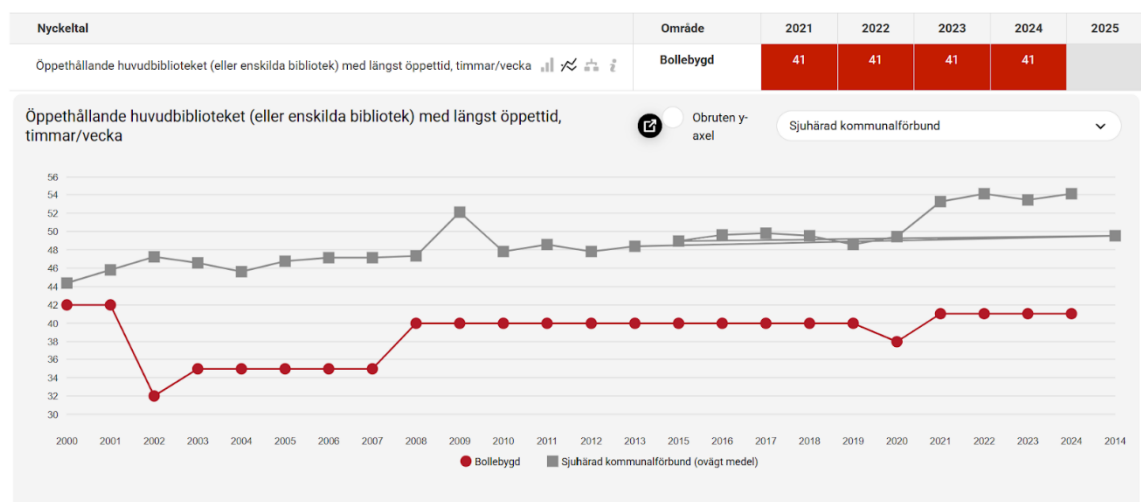 Nyckeltal Område 2021 2022 2023 2024 2025
Öppethållande huvudbiblioteket (eller enskilda bibliotek) med längst öppettid, timmar/vecka Bollebygd 41 41 41 41
Öppethållande huvudbiblioteket (eller enskilda bibliotek) med längst öppettid,
timmar/vecka
Obruten y-
axel
Sjuhärad kommunalförbund
56
54
52
50
48
46
44
42
40
38
36
34
32
30
2000 2001 2002 2003 2004 2005 2006 2007 2008 2009 2010 2011 2012 2013 2015 2016 2017 2018 2019 2020 2021 2022 2023 2024 2014
Bollebygd Sjuhärad kommunalförbund (ovägt medel)